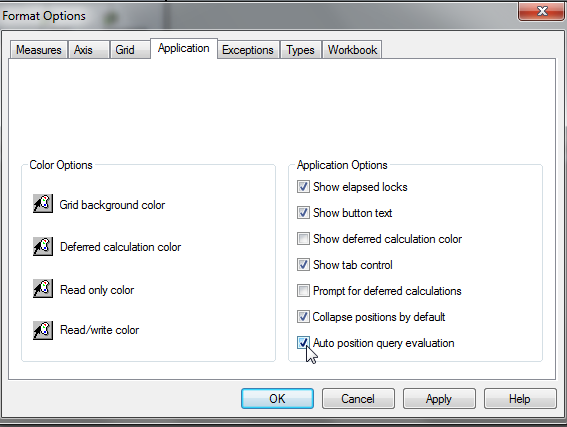 Format Options
Measures Axis Grid Application Exceptions Types Workbook
Color Options
Grid background color
Deferred calculation color
Read only color
Read/write color
Application Options
Show elapsed locks
Show button text
Show deferred calculation color
Show tab control
Prompt for deferred calculations
Collapse positions by default
Auto position query evaluation
OK Cancel Apply Help